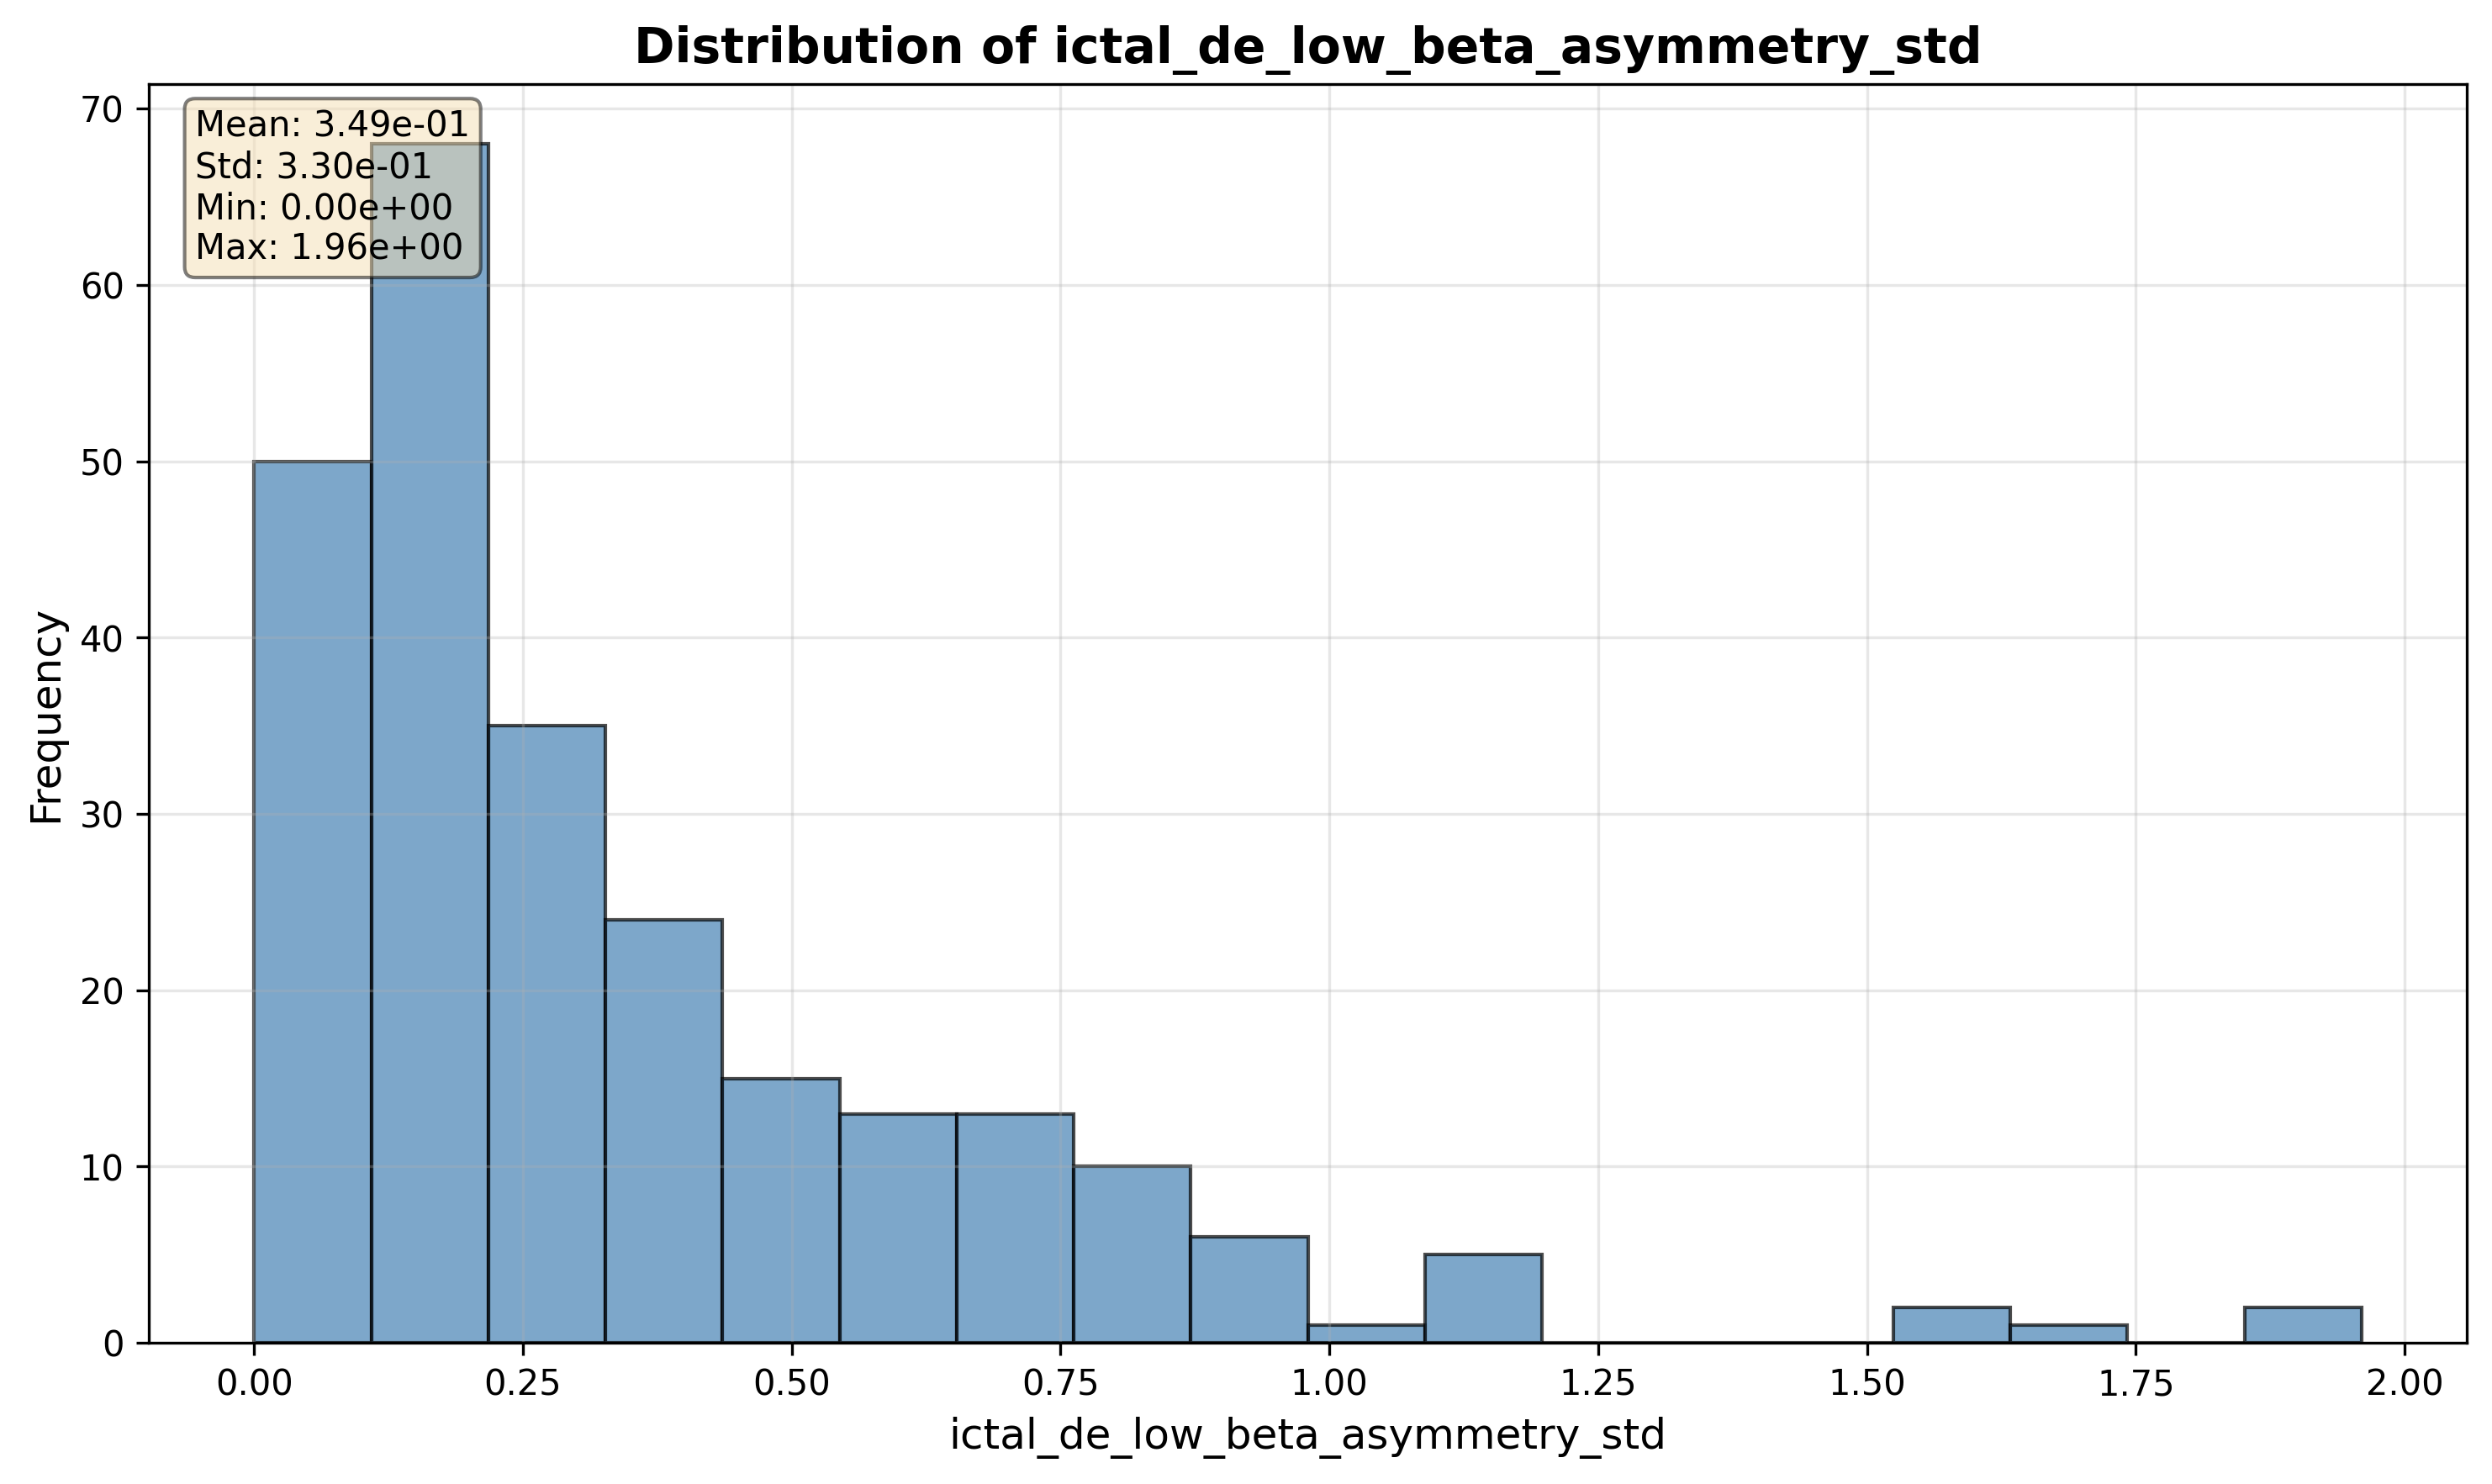 Distribution of ictal_de_low_beta_asymmetry_std
Mean: 3.49e-01
Std: 3.30e-01
Min: 0.00e+00
Max: 1.96e+00
Frequency
70
60
50
40
30
20
10
0
0.00 0.25 0.50 0.75 1.00 1.25 1.50 1.75 2.00
ictal_de_low_beta_asymmetry_std